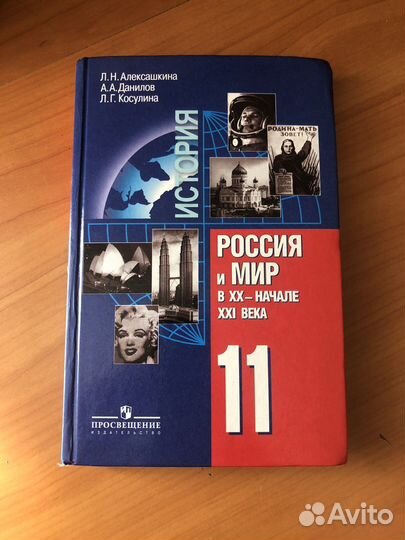 Л.Н.Алексашкина
А.А.Данилов
Л.Г.Косулина
ИСТОРИЯ
РОДИНА-МАТЬ
ЗОВЕТ!
РОССИЯ
И МИР
В XX – НАЧАЛЕ
XXI ВЕКА
11
ПРОСВЕЩЕНИЕ
ИЗДАТЕЛЬСТВО
Avito